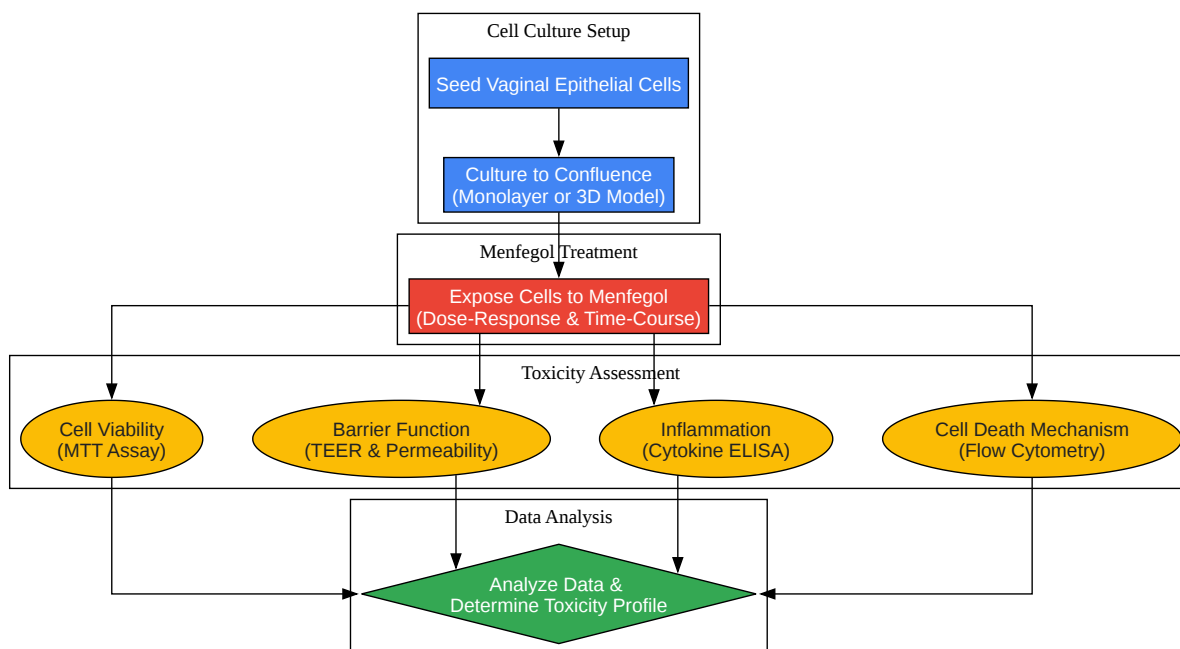 Cell Culture Setup
Seed Vaginal Epithelial Cells
Culture to Confluence
(Monolayer or 3D Model)
Menfegol Treatment
Expose Cells to Menfegol
(Dose-Response & Time-Course)
Toxicity Assessment
Cell Viability
(MTT Assay)
Barrier Function
(TEER & Permeability)
Inflammation
(Cytokine ELISA)
Cell Death Mechanism
(Flow Cytometry)
Data Analysis
Analyze Data &
Determine Toxicity Profile